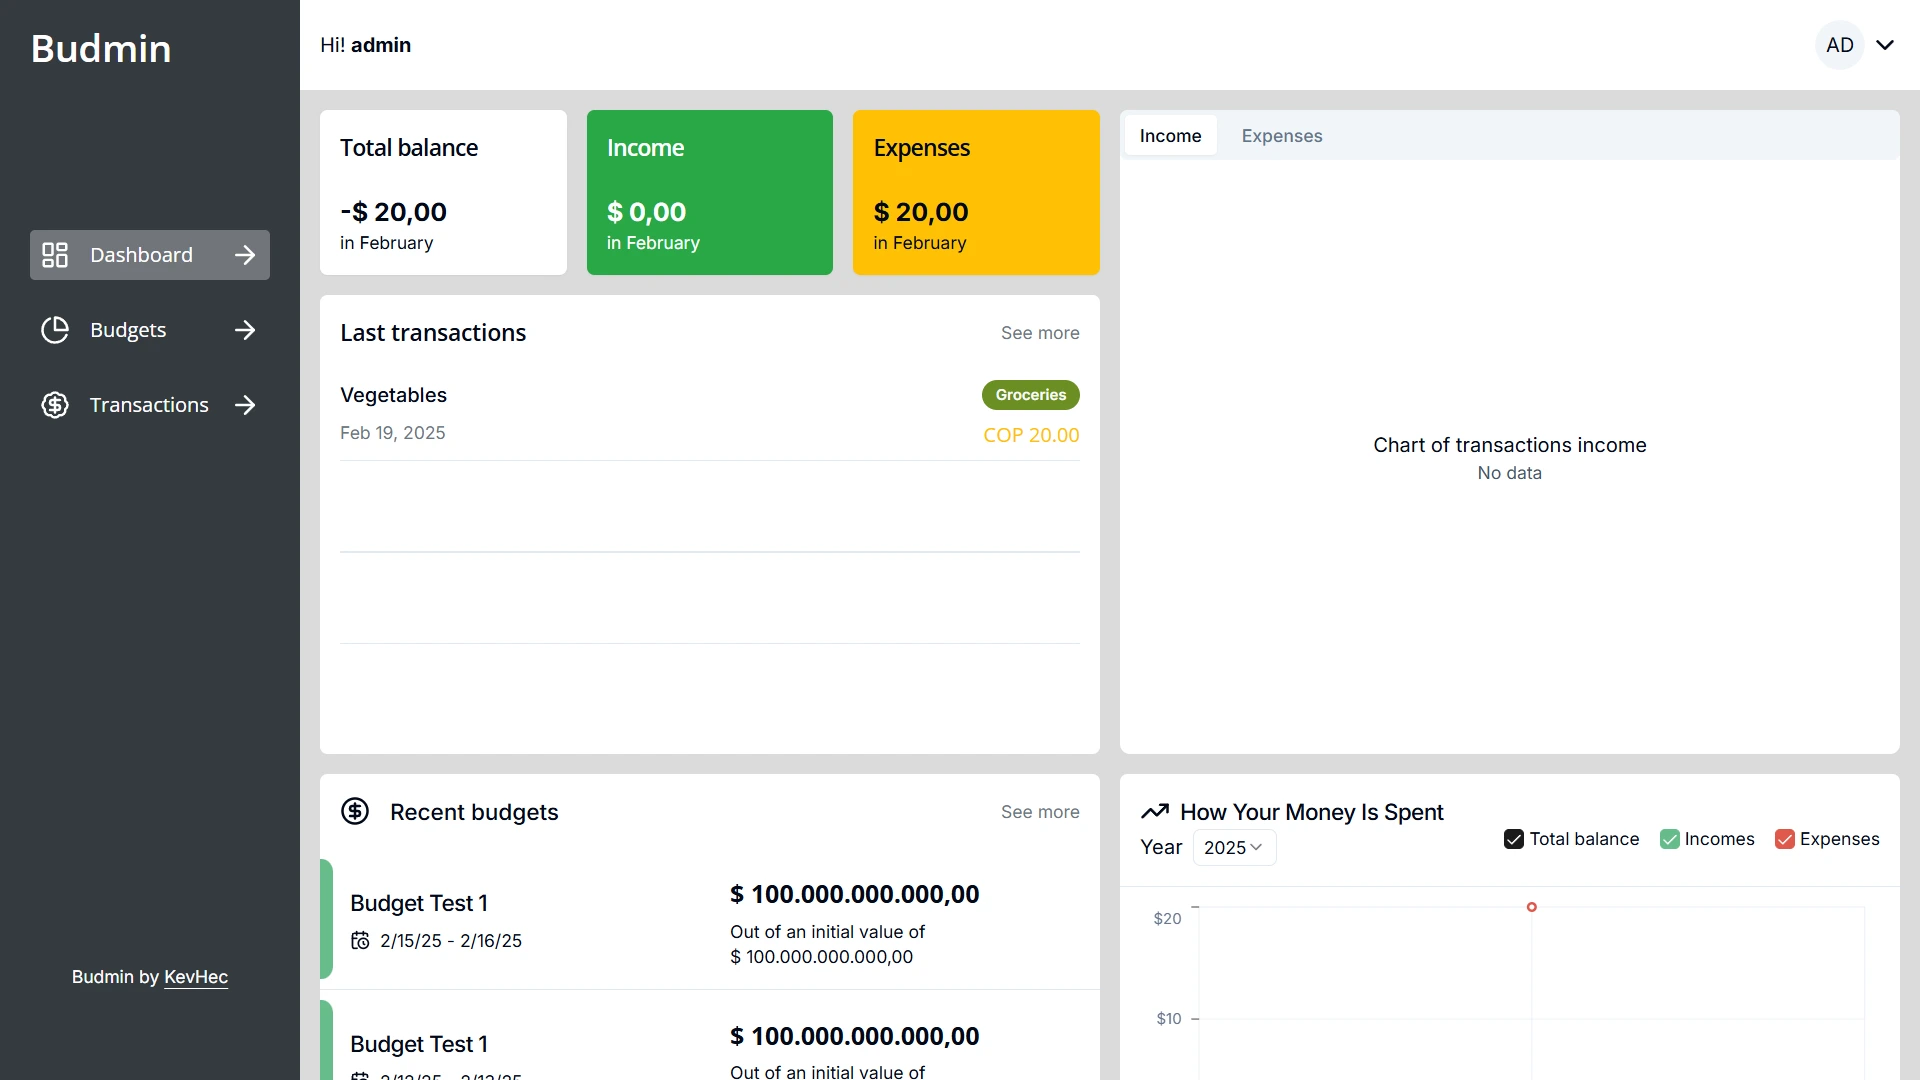 Budmin
Dashboard
Budgets
Transactions
Budmin by KevHec
Hi! admin
AD
Total balance
-$ 20,00
in February
Income
$ 0,00
in February
Expenses
$ 20,00
in February
Last transactions
See more
Vegetables
Groceries
Feb 19, 2025
COP 20.00
Income
Expenses
Chart of transactions income
No data
Recent budgets
See more
Budget Test 1
2/15/25 - 2/16/25
$ 100.000.000.000,00
Out of an initial value of
$ 100.000.000.000,00
Budget Test 1
$ 100.000.000.000,00
Out of an initial value of
How Your Money Is Spent
Year 2025
Total balance
Incomes
Expenses
$20
$10